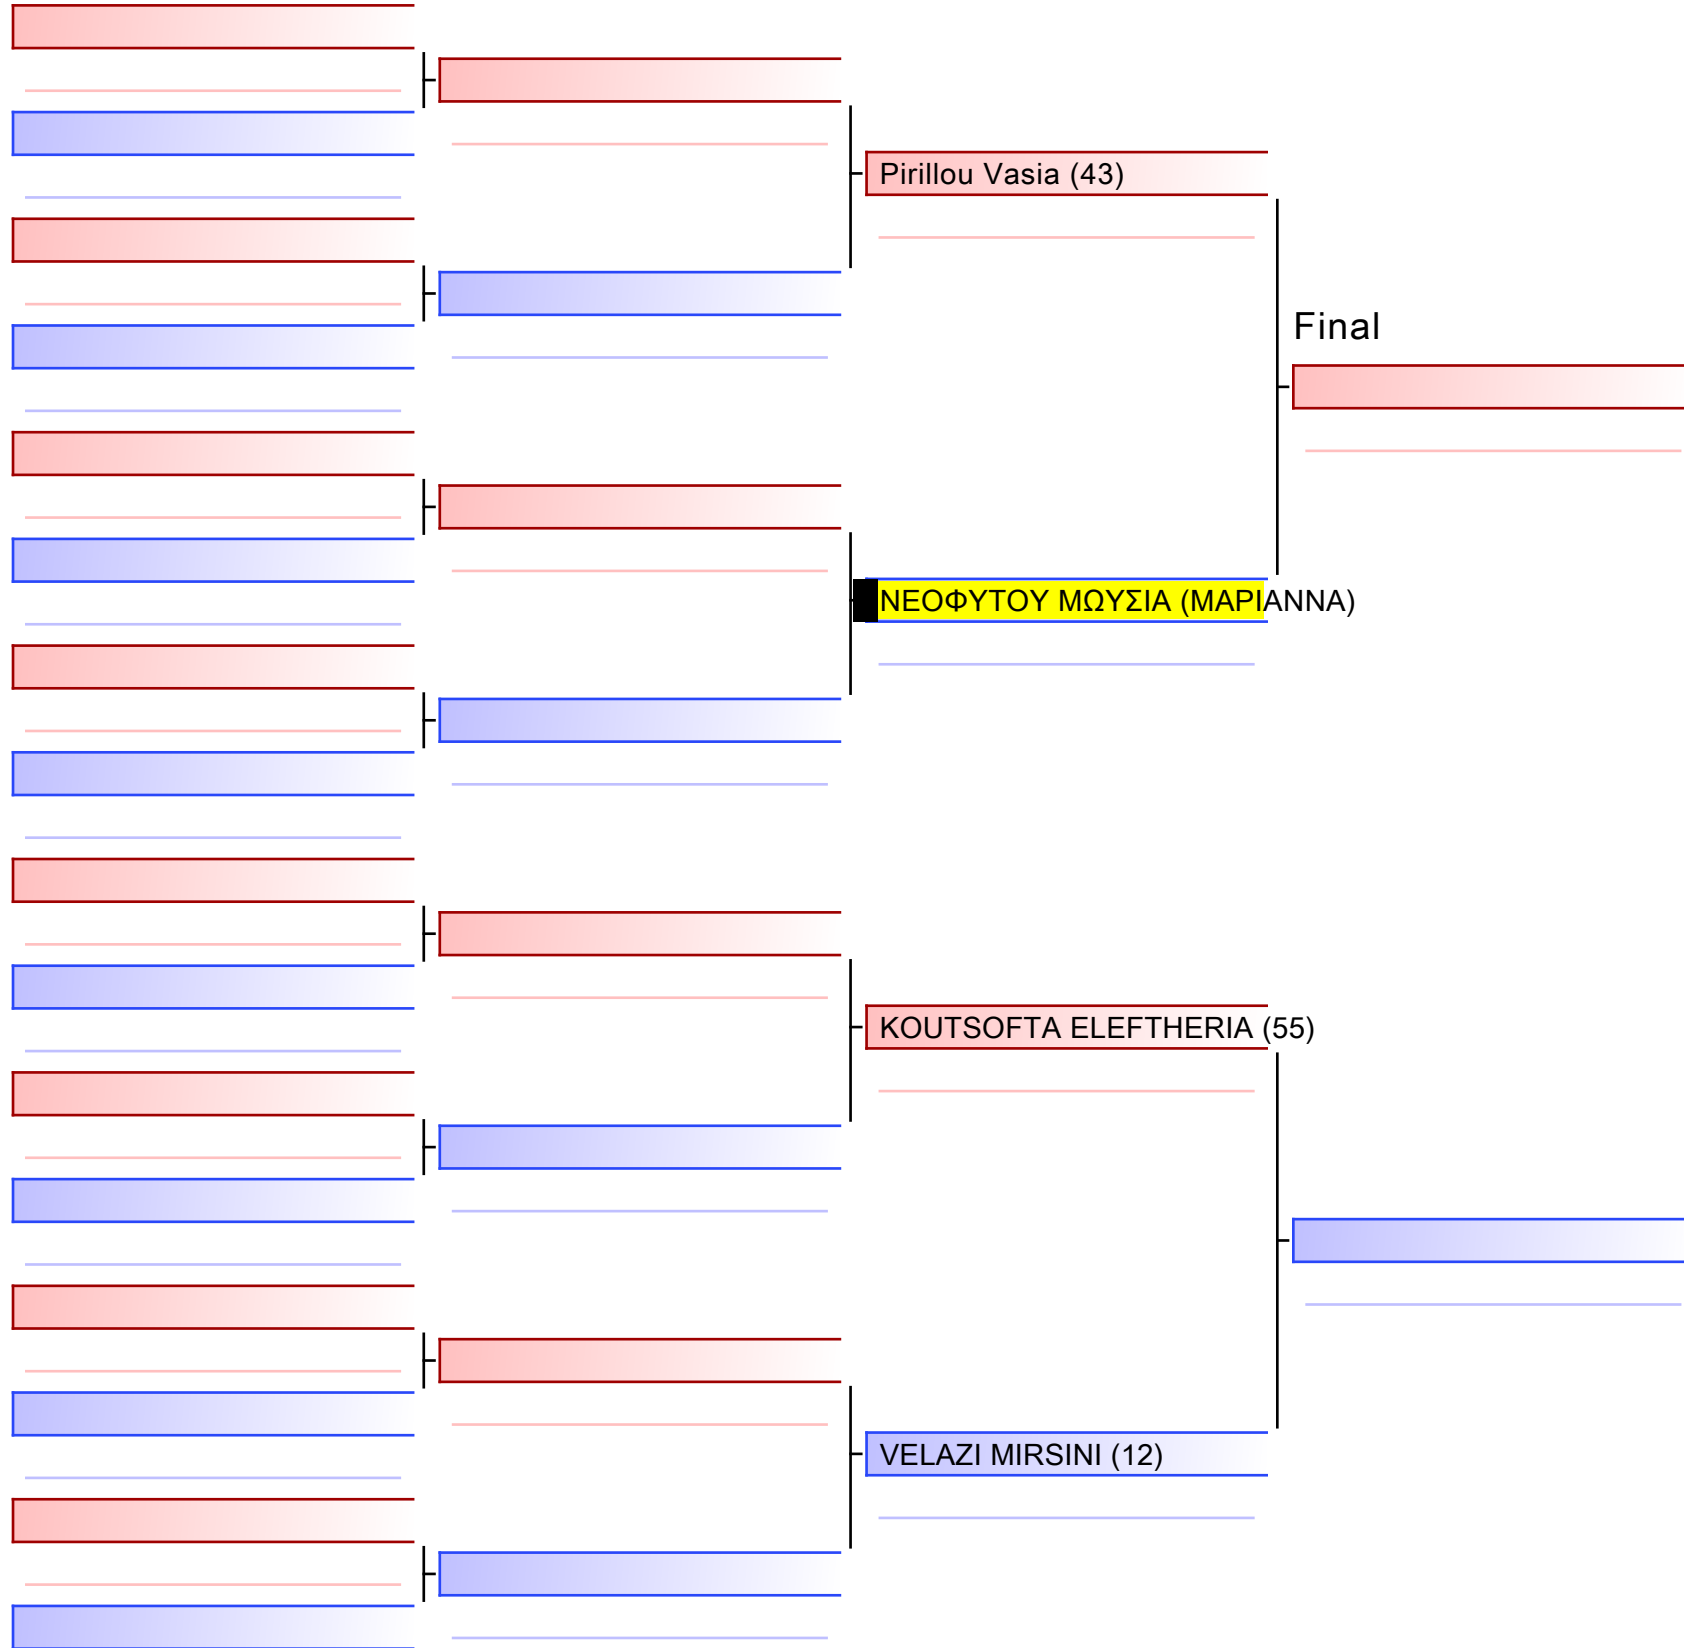 Pirillou Vasia (43)
Final
ΝΕΟΦΥΤΟΥ ΜΩΥΣΙΑ (ΜΑΡΙΑΝΝΑ)
KOUTSOFTA ELEFTHERIA (55)
VELAZI MIRSINI (12)